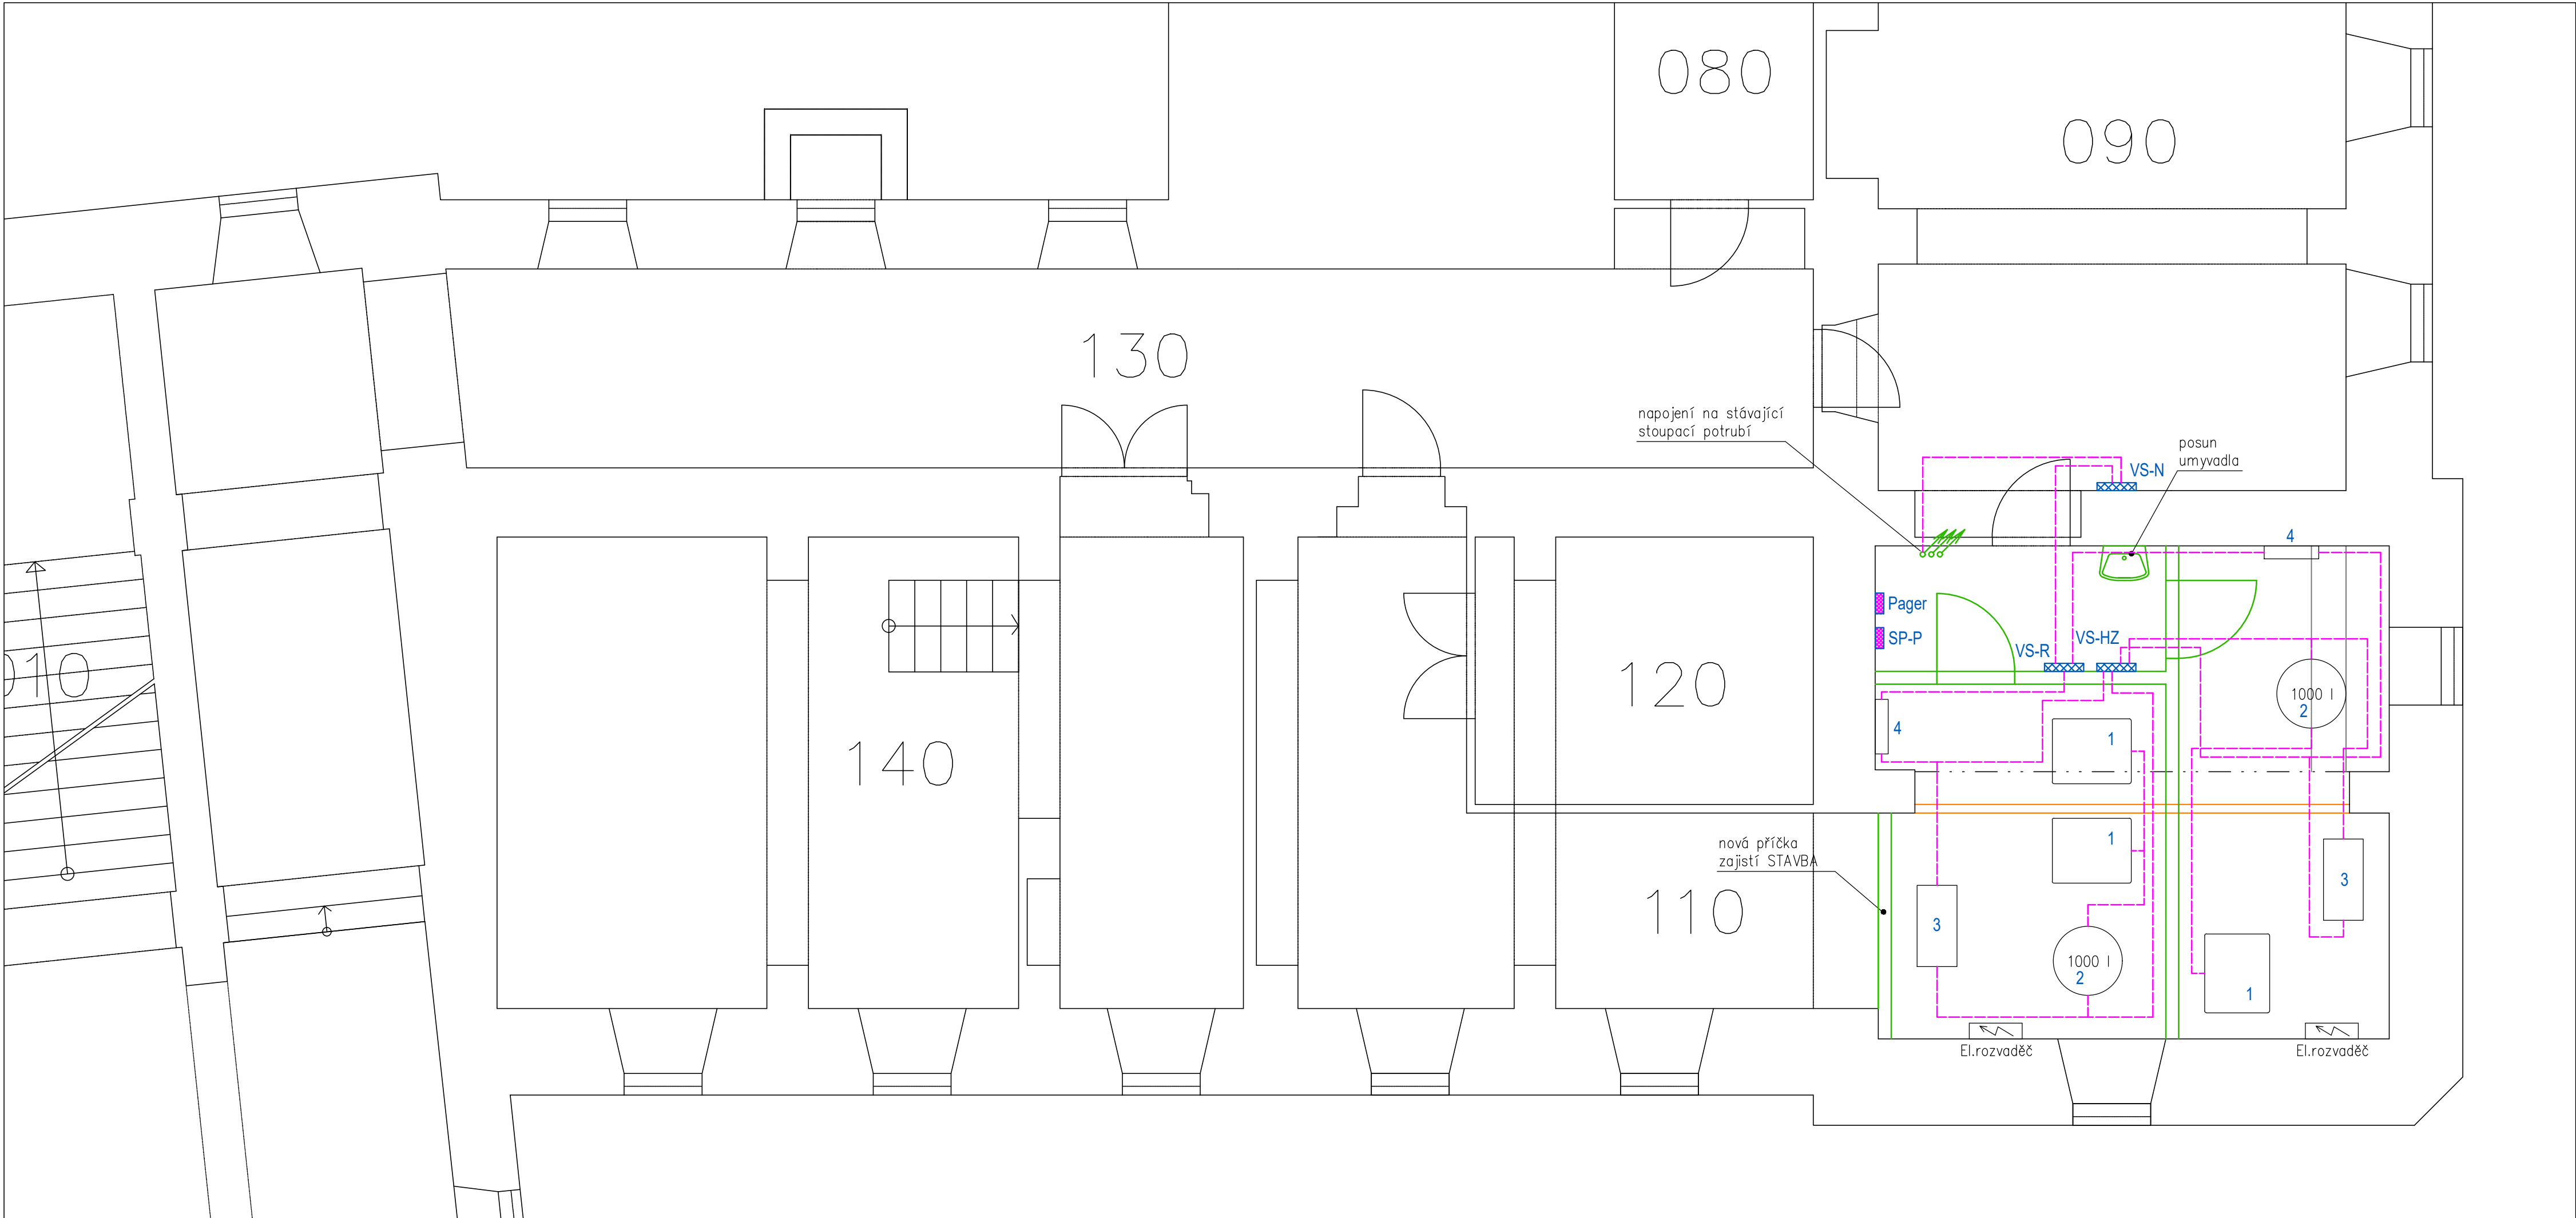 080
090
130
napojení na stávající
stoupací potrubí
posun
umyvadla
VS-N
4
Pager
SP-P
VS-R
VS-HZ
010
120
140
1000 l
2
4
1
1
nová příčka
zajistí STAVBA
110
3
3
1000 l
2
1
El.rozvaděč
El.rozvaděč